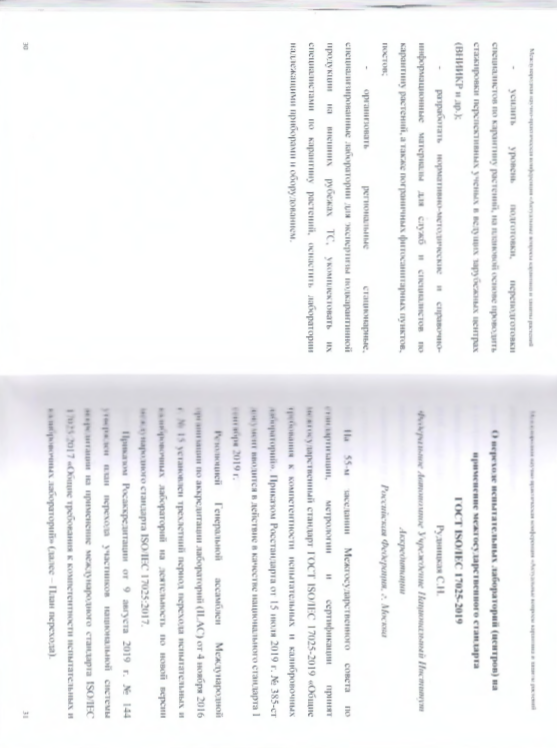 Международная научно-практическая конференция «Актуальные вопросы карантина и защиты растений»
- усилить уровень подготовки, переподготовки
специалистов по карантину растений, на плановой основе проводить
стажировки перспективных ученых в ведущих зарубежных центрах
(ВНИИКР и др.);
- разработать нормативно-методические и справочно-
информационные материалы для служб и специалистов по
карантину растений, а также пограничных фитосанитарных пунктов,
постов;
- организовать региональные стационарные,
специализированные лаборатории для экспертизы подкарантинной
продукции на внешних рубежах ТС, укомплектовать их
специалистами по карантину растений, оснастить лаборатории
надлежащими приборами и оборудованием.
30
Международная научно-практическая конференция «Актуальные вопросы карантина и защиты растений»
О переходе испытательных лабораторий (центров) на
применение межгосударственного стандарта
ГОСТ ISO/IEC 17025-2019
Рудницкая С.И.
Федеральное Автономное Учреждение Национальный Институт
Аккредитации
Российская Федерация, г. Москва
На 55-м заседании Межгосударственного совета по
стандартизации, метрологии и сертификации принят
межгосударственный стандарт ГОСТ ISO/IEC 17025-2019 «Общие
требования к компетентности испытательных и калибровочных
лабораторий». Приказом Росстандарта от 15 июля 2019 г. № 385-ст
документ вводится в действие в качестве национального стандарта 1
сентября 2019 г.
Резолюцией Генеральной ассамблеи Международной
организации по аккредитации лабораторий (ILAC) от 4 ноября 2016
г. № 15 установлен трехлетний период перехода испытательных и
калибровочных лабораторий на деятельность по новой версии
международного стандарта ISO/IEC 17025:2017.
Приказом Росаккредитации от 9 августа 2019 г. № 144
утвержден план перехода участников национальной системы
аккредитации на применение международного стандарта ISO/IEC
17025:2017 «Общие требования к компетентности испытательных и
калибровочных лабораторий» (далее – План перехода).
31